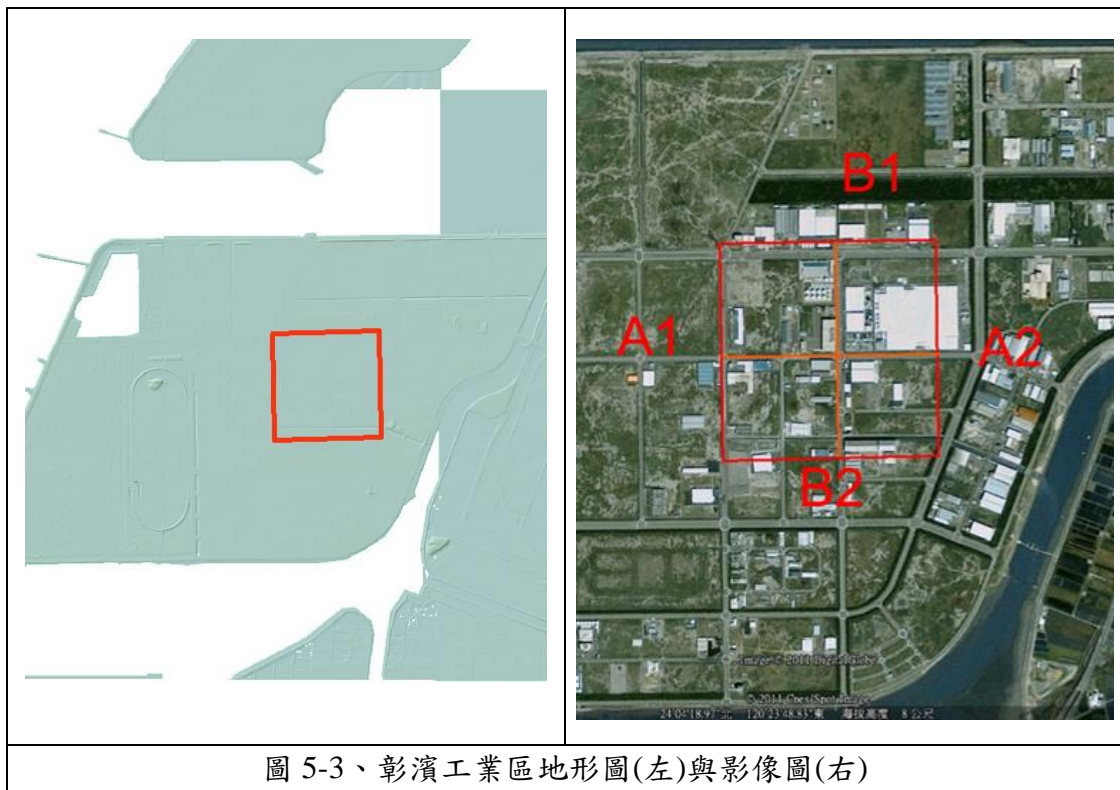 B1
A1
A2
B2
Image © 2011 DigitalGlobe
© 2011 Cnes/Spot Image
24°04'18.91"北 120°23'48.83"東 海拔高度 8 公尺
圖 5-3、彰濱工業區地形圖(左)與影像圖(右)